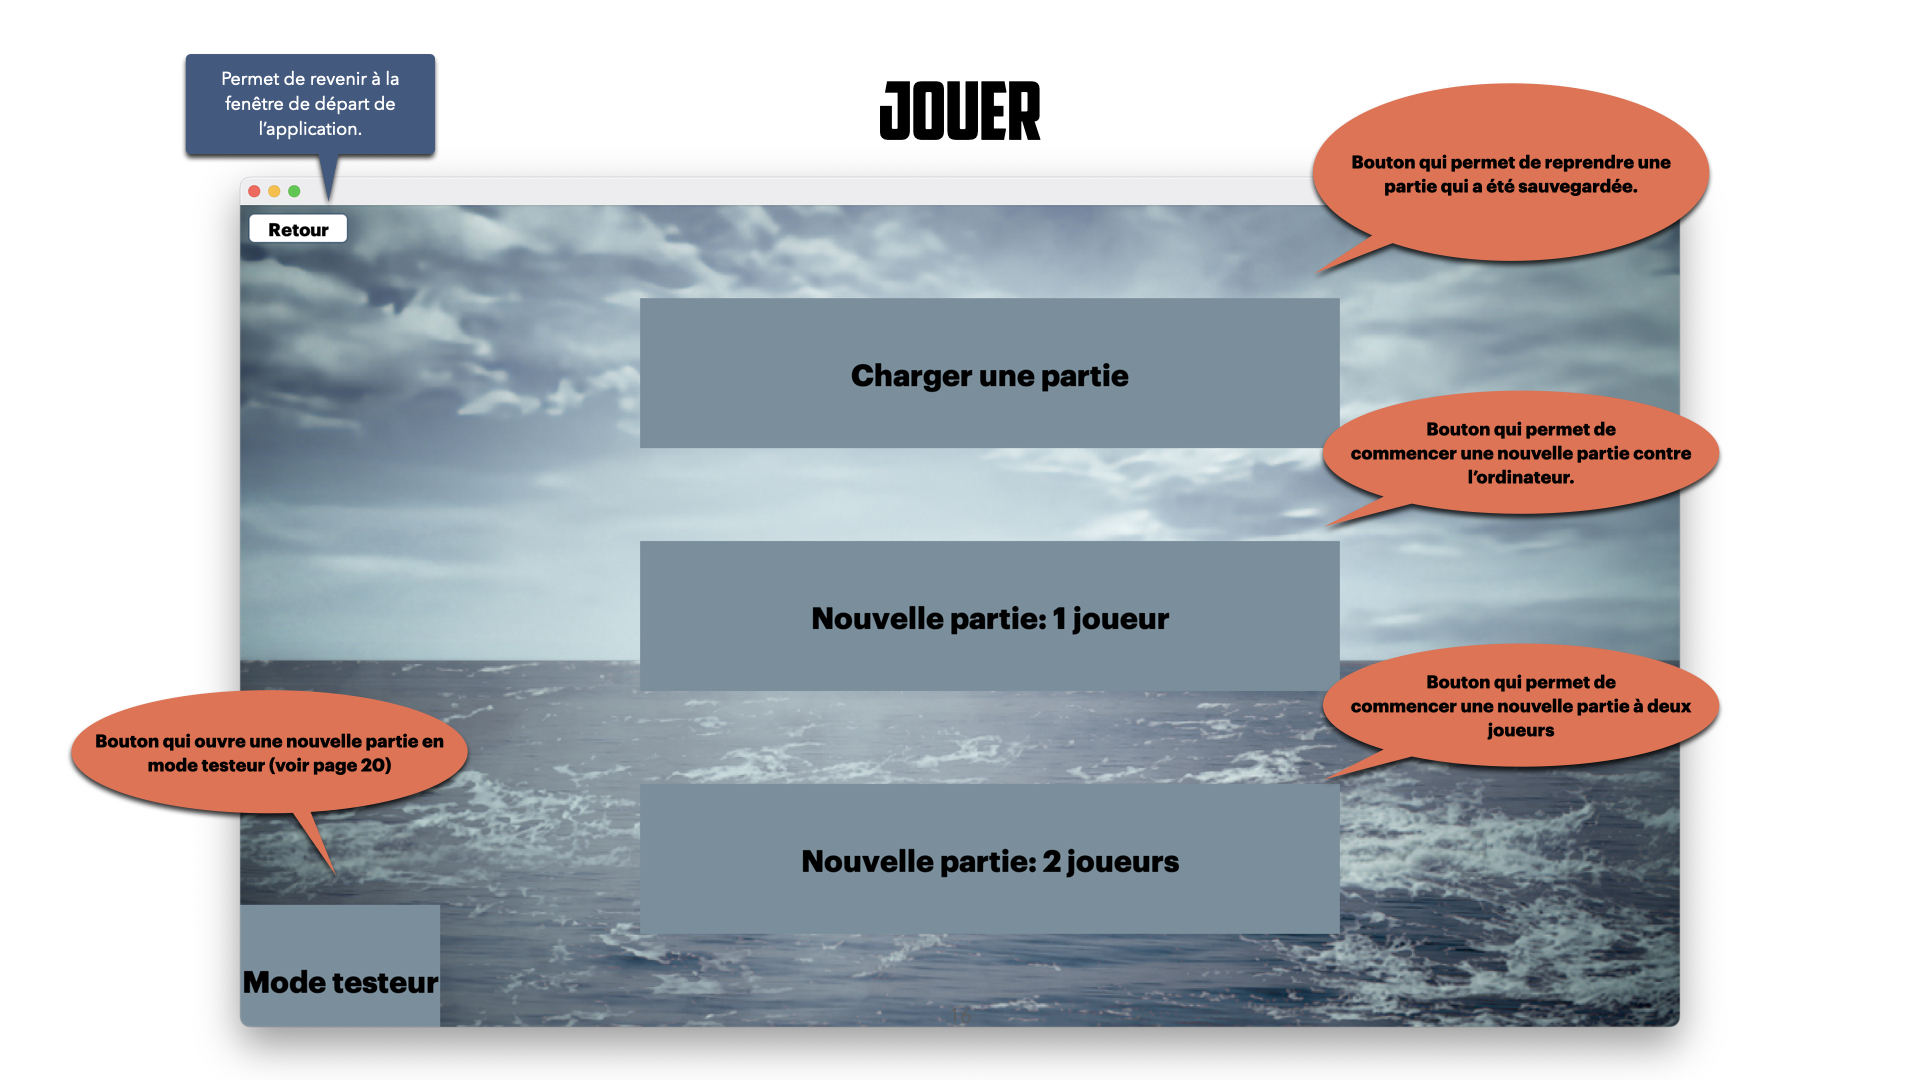 Permet de revenir à la
fenêtre de départ de
l'application.
JOUER
Bouton qui permet de reprendre une
partie qui a été sauvegardée.
Retour
Charger une partie
Bouton qui permet de
commencer une nouvelle partie contre
l'ordinateur.
Nouvelle partie: 1 joueur
Bouton qui permet de
commencer une nouvelle partie à deux
joueurs
Bouton qui ouvre une nouvelle partie en
mode testeur (voir page 20)
Nouvelle partie: 2 joueurs
Mode testeur